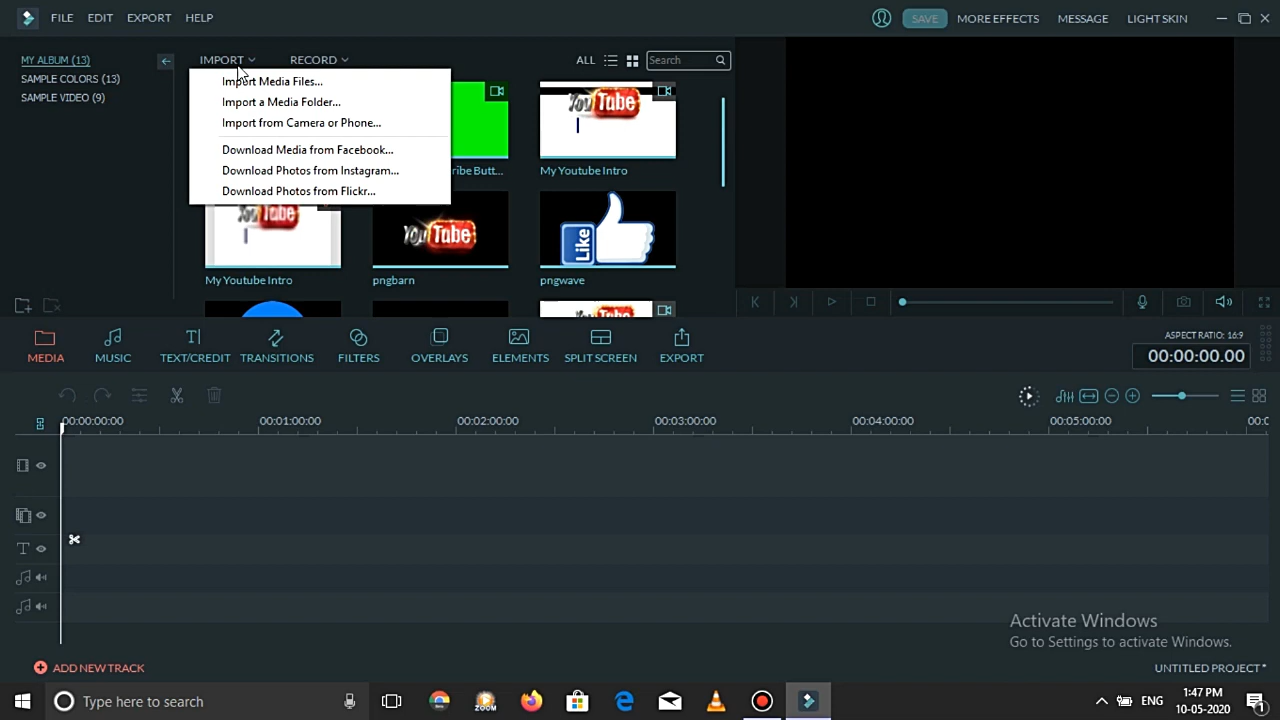 FILE EDIT EXPORT HELP
SAVE MORE EFFECTS MESSAGE LIGHT SKIN
MY ALBUM (13)
SAMPLE COLORS (13)
SAMPLE VIDEO (9)
IMPORT RECORD ALL Search
Import Media Files...
Import a Media Folder...
Import from Camera or Phone...
Download Media from Facebook...
Download Photos from Instagram...
Download Photos from Flickr...
YouTube
ribe Butt... My Youtube Intro
Tube YouTube Like
My Youtube Intro pngbarn pngwave
MEDIA MUSIC TEXT/CREDIT TRANSITIONS FILTERS OVERLAYS ELEMENTS SPLIT SCREEN EXPORT
ASPECT RATIO: 16:9
00:00:00.00
00:00:00:00 00:01:00:00 00:02:00:00 00:03:00:00 00:04:00:00 00:05:00:00 00:0
Activate Windows
Go to Settings to activate Windows.
ADD NEW TRACK UNTITLED PROJECT*
Type here to search ZOOM ENG 1:47 PM
10-05-2020 1